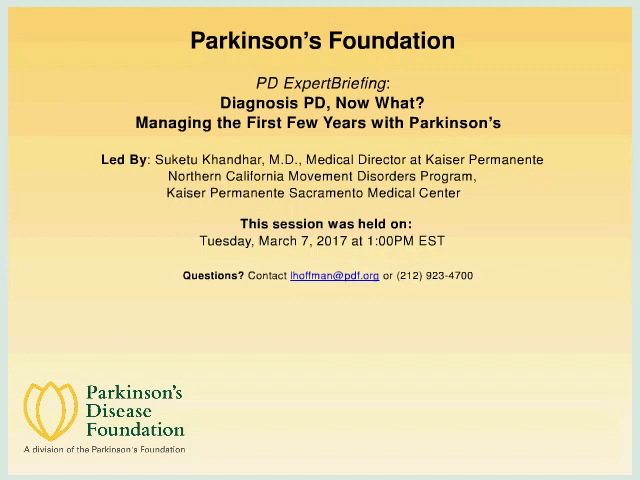 Parkinson's Foundation
PD ExpertBriefing:
Diagnosis PD, Now What?
Managing the First Few Years with Parkinson's
Led By: Suketu Khandhar, M.D., Medical Director at Kaiser Permanente
Northern California Movement Disorders Program,
Kaiser Permanente Sacramento Medical Center
This session was held on:
Tuesday, March 7, 2017 at 1:00PM EST
Questions? Contact lhoffman@pdf.org or (212) 923-4700
Parkinson's
Disease
Foundation
A division of the Parkinson's Foundation